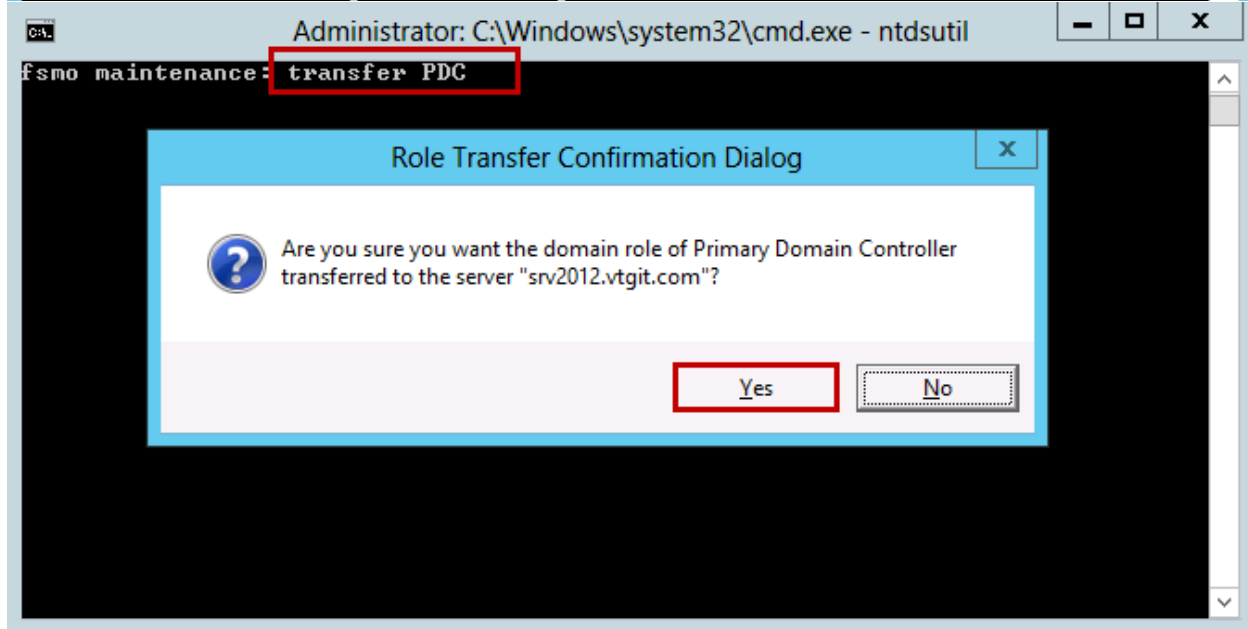 Administrator: C:\Windows\system32\cmd.exe - ntdsutil
fsmo maintenance: transfer PDC
Role Transfer Confirmation Dialog
Are you sure you want the domain role of Primary Domain Controller
transferred to the server "srv2012.vtgit.com"?
Yes No